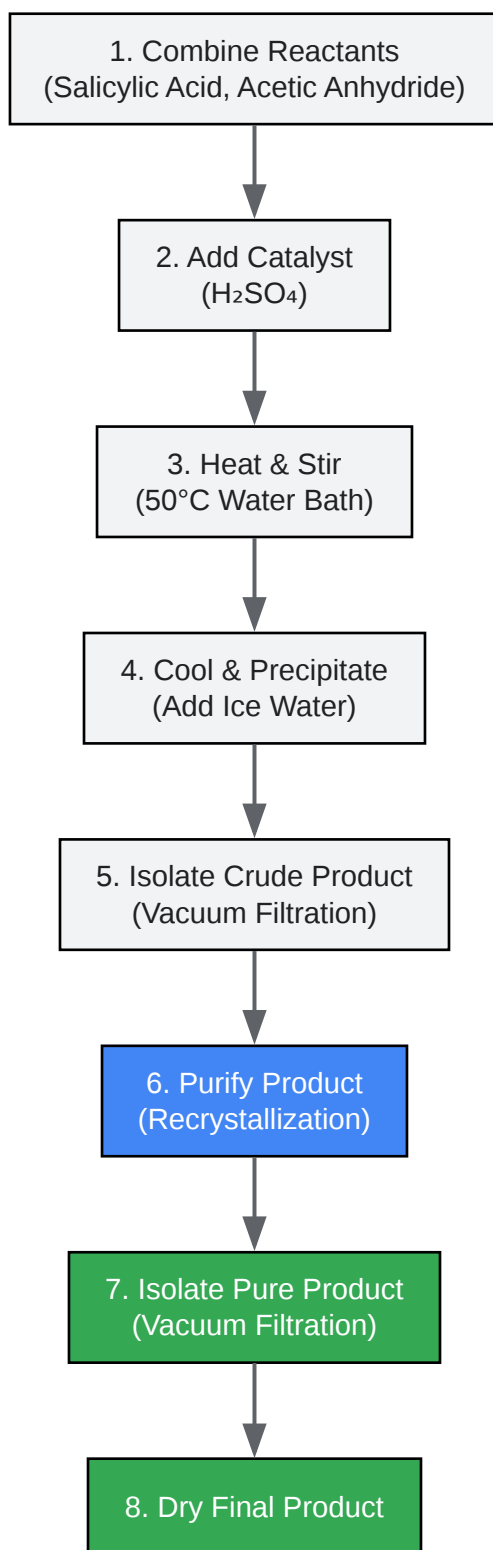 1. Combine Reactants
(Salicylic Acid, Acetic Anhydride)
2. Add Catalyst
(H₂SO₄)
3. Heat & Stir
(50°C Water Bath)
4. Cool & Precipitate
(Add Ice Water)
5. Isolate Crude Product
(Vacuum Filtration)
6. Purify Product
(Recrystallization)
7. Isolate Pure Product
(Vacuum Filtration)
8. Dry Final Product